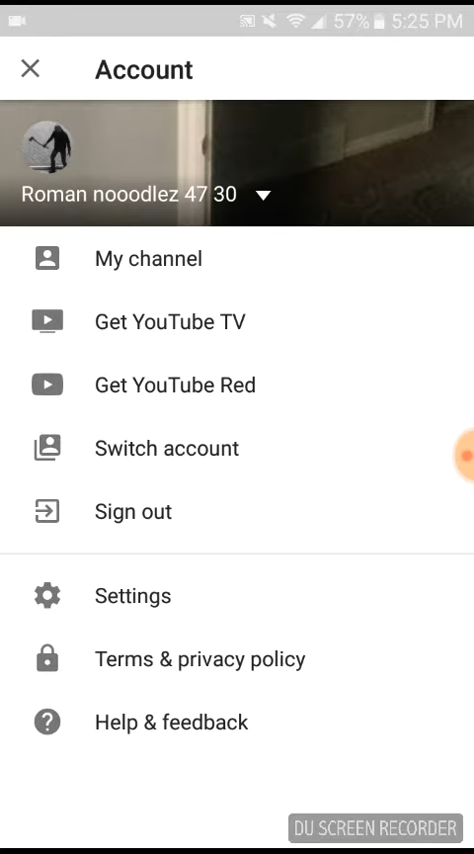 57% 5:25 PM
Account
Roman nooodlez 47 30
My channel
Get YouTube TV
Get YouTube Red
Switch account
Sign out
Settings
Terms & privacy policy
Help & feedback
DU SCREEN RECORDER